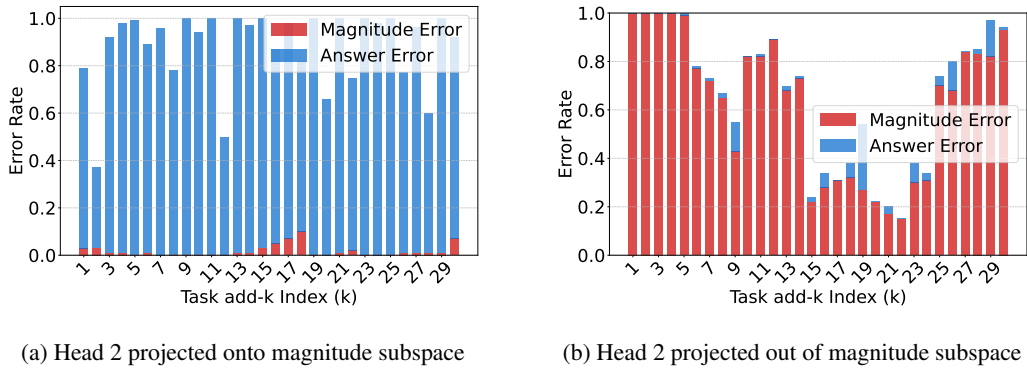 1.0
0.8
0.6
0.4
0.2
0.0
Error Rate
Magnitude Error
Answer Error
1 3 5 7 9 11 13 15 17 19 21 23 25 27 29
Task add-k Index (k)
(a) Head 2 projected onto magnitude subspace
1.0
0.8
0.6
0.4
0.2
0.0
Error Rate
Magnitude Error
Answer Error
1 3 5 7 9 11 13 15 17 19 21 23 25 27 29
Task add-k Index (k)
(b) Head 2 projected out of magnitude subspace